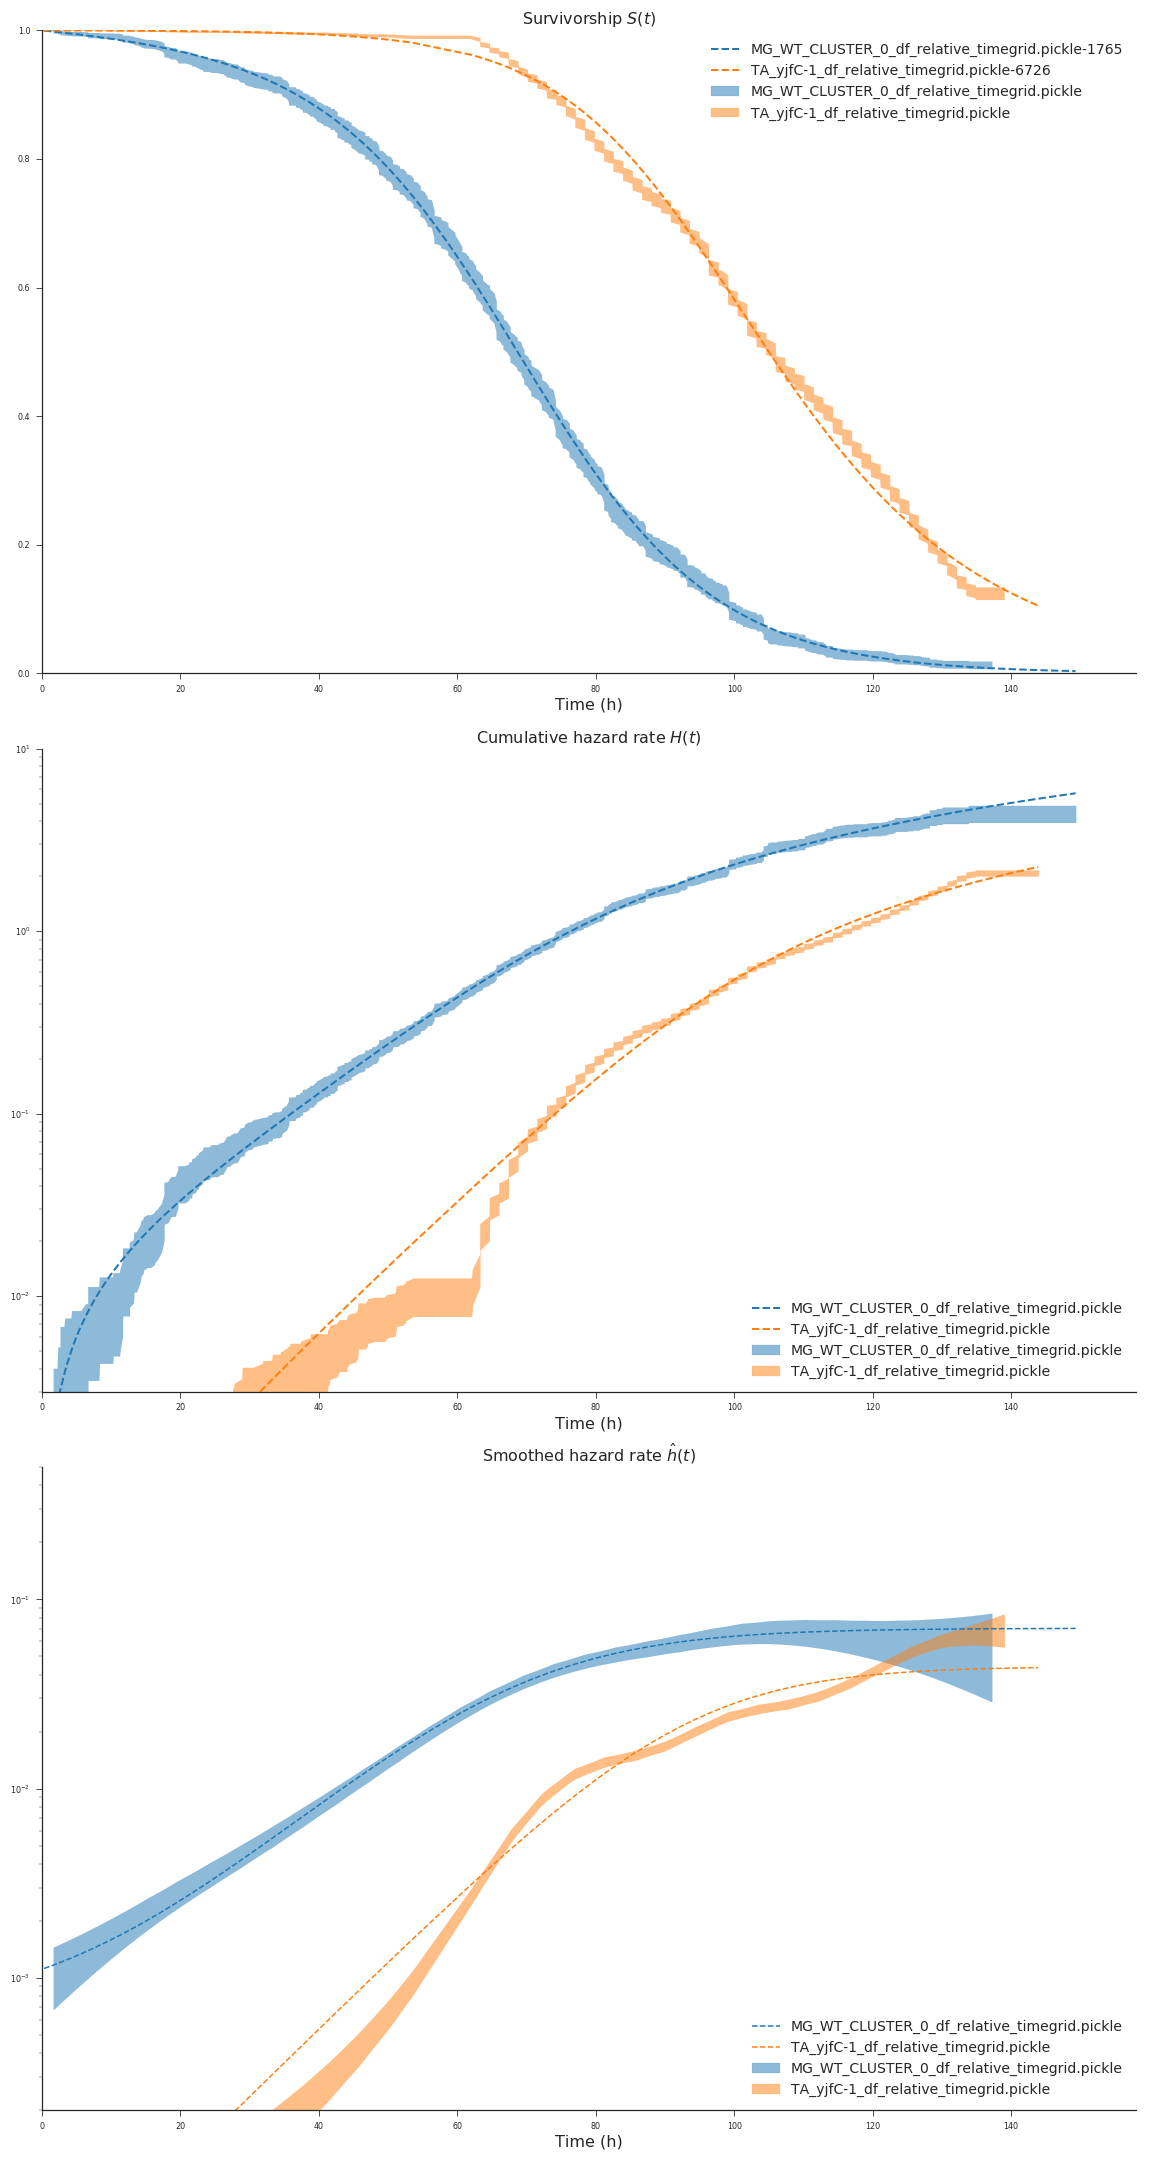 Survivorship S(t)
1.0
0.8
0.6
0.4
0.2
0.0
MG_WT_CLUSTER_0_df_relative_timegrid.pickle-1765
TA_yjfC-1_df_relative_timegrid.pickle-6726
MG_WT_CLUSTER_0_df_relative_timegrid.pickle
TA_yjfC-1_df_relative_timegrid.pickle
0 20 40 60 80 100 120 140
Time (h)
Cumulative hazard rate H(t)
10¹
10⁰
10⁻¹
10⁻²
MG_WT_CLUSTER_0_df_relative_timegrid.pickle
TA_yjfC-1_df_relative_timegrid.pickle
MG_WT_CLUSTER_0_df_relative_timegrid.pickle
TA_yjfC-1_df_relative_timegrid.pickle
0 20 40 60 80 100 120 140
Time (h)
Smoothed hazard rate ĥ(t)
10⁻¹
10⁻²
10⁻³
MG_WT_CLUSTER_0_df_relative_timegrid.pickle
TA_yjfC-1_df_relative_timegrid.pickle
MG_WT_CLUSTER_0_df_relative_timegrid.pickle
TA_yjfC-1_df_relative_timegrid.pickle
0 20 40 60 80 100 120 140
Time (h)